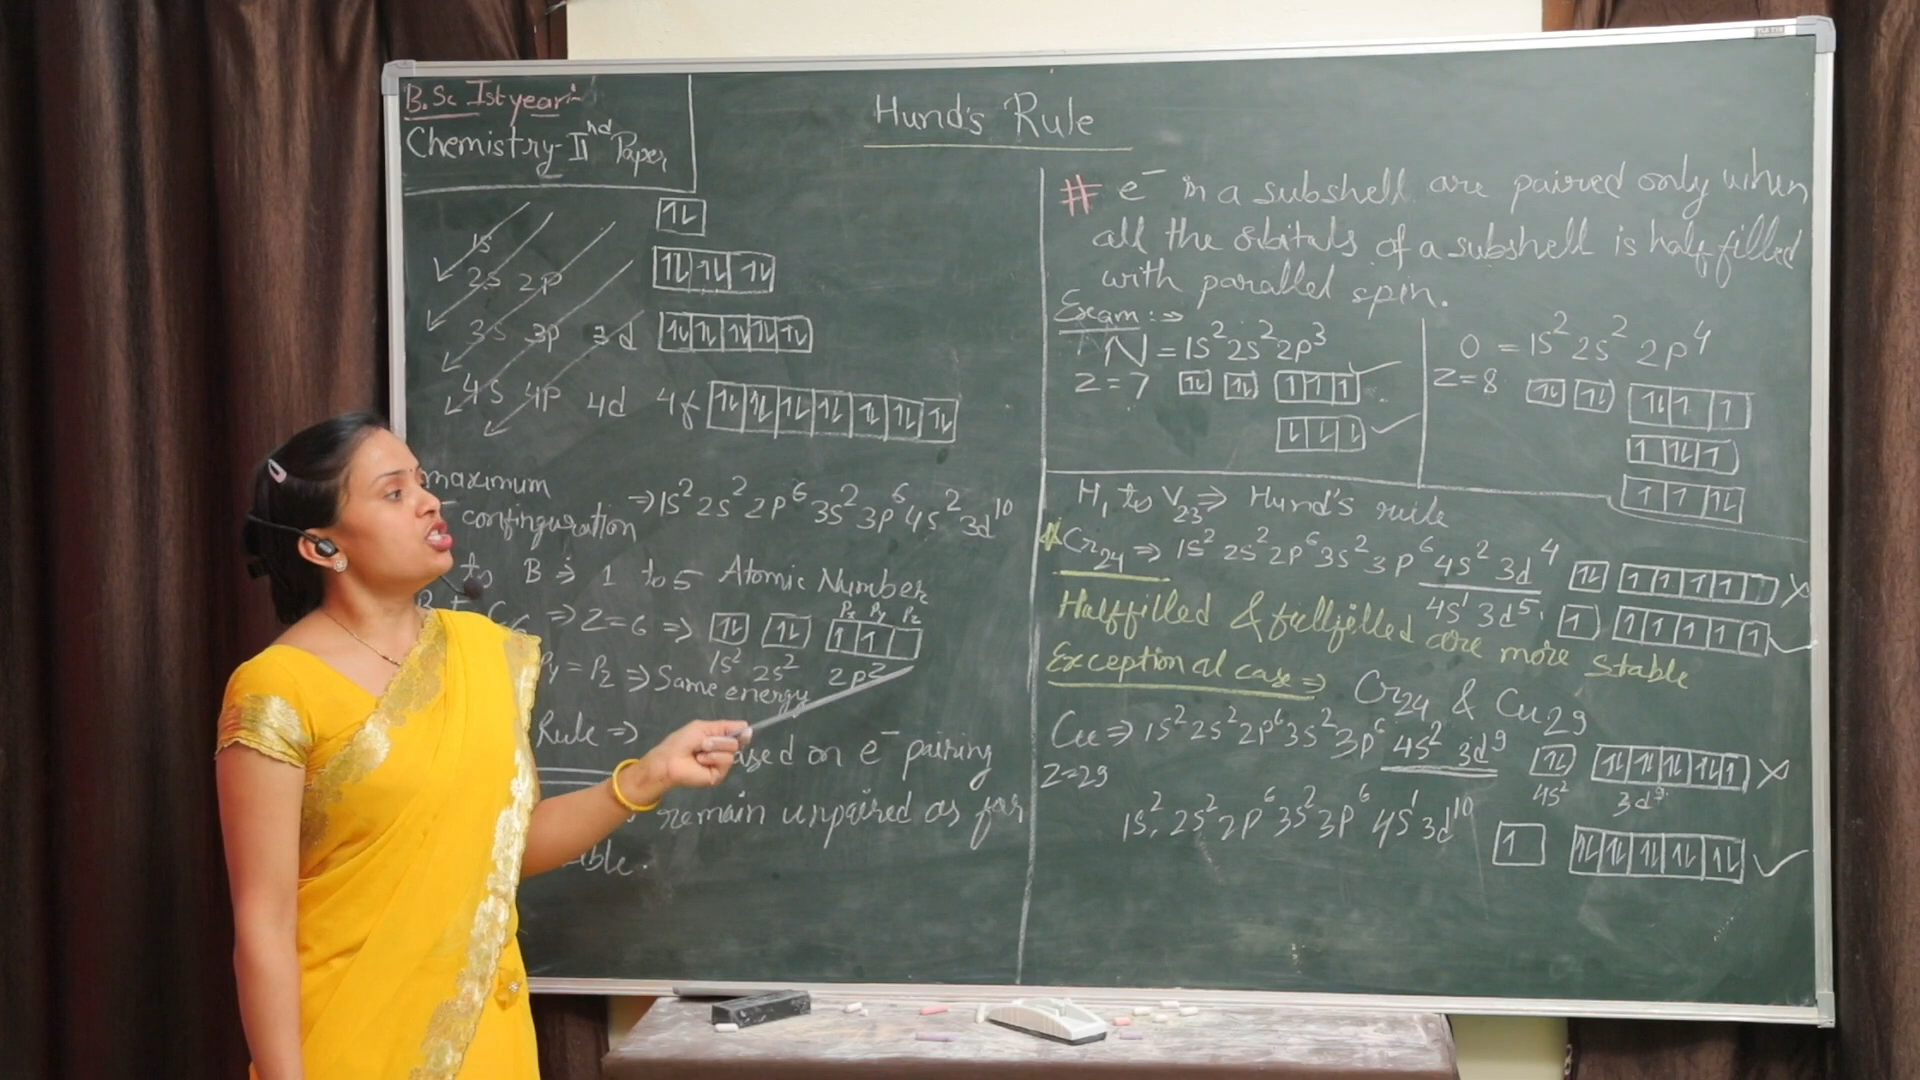 B.Sc Ist year:-
Chemistry-IInd Paper
Hund's Rule
1s
2s 2p
3s 3p 3d
4s 4p 4d 4f
maximum
configuration ⇒ 1s² 2s² 2p⁶ 3s² 3p⁶ 4s² 3d¹⁰
to B ⇒ 1 to 5 Atomic Number
⇒ Z=6 ⇒
Px Py Pz
1s² 2s² 2p²
Py = Pz ⇒ Same energy
Rule ⇒
on e⁻ pairing
remain unpaired as far
# e⁻ in a subshell are paired only when
all the orbitals of a subshell is half filled
with parallel spin.
Exam :⇒
N = 1s² 2s² 2p³
Z = 7
O = 1s² 2s² 2p⁴
Z = 8
H₁ to V₂₃ ⇒ Hund's rule
Cr₂₄ ⇒ 1s² 2s² 2p⁶ 3s² 3p⁶ 4s² 3d⁴
4s¹ 3d⁵
Halffilled & fullfilled are more stable
Exceptional case ⇒ Cr₂₄ & Cu₂₉
Cu ⇒ 1s² 2s² 2p⁶ 3s² 3p⁶ 4s² 3d⁹
Z=29
4s² 3d⁹
1s² 2s² 2p⁶ 3s² 3p⁶ 4s¹ 3d¹⁰